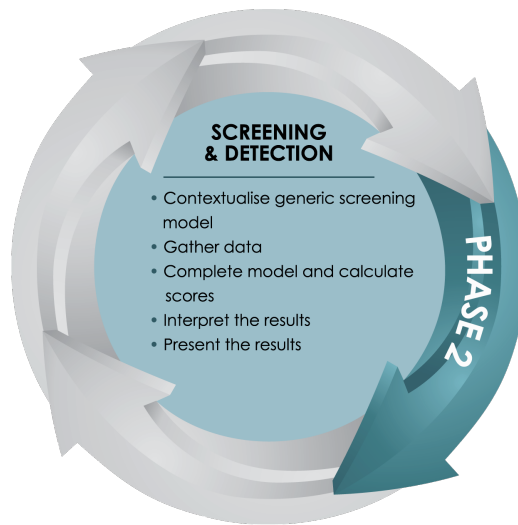 SCREENING
& DETECTION
• Contextualise generic screening
model
• Gather data
• Complete model and calculate
scores
• Interpret the results
• Present the results
PHASE 2